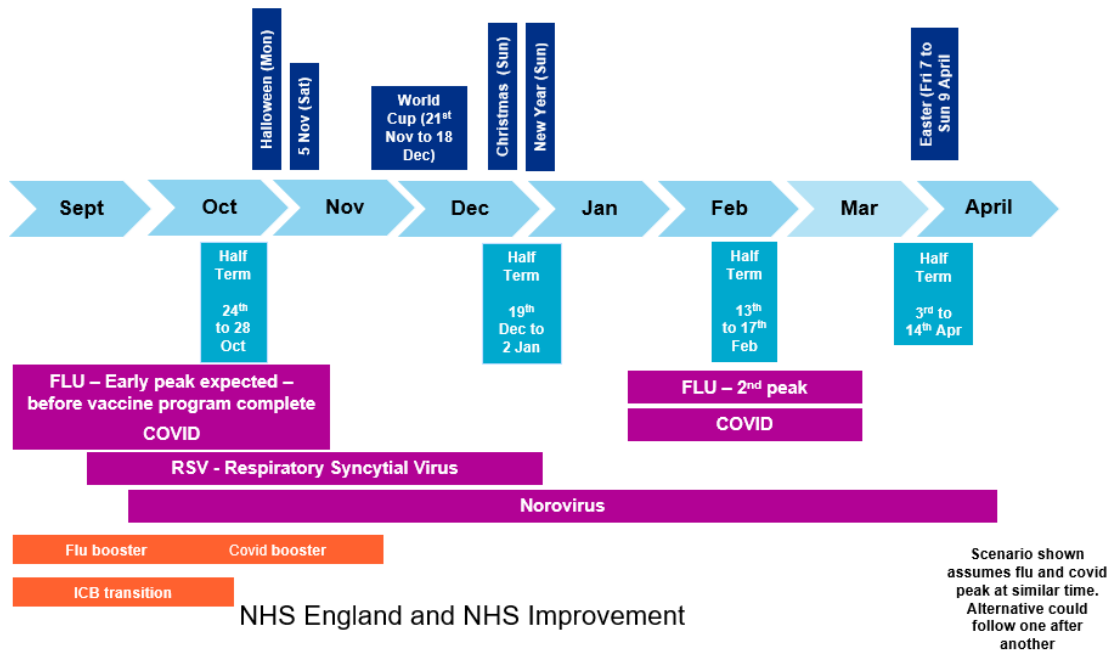 Halloween (Mon)
5 Nov (Sat)
World
Cup (21st
Nov to 18
Dec)
Christmas (Sun)
New Year (Sun)
Easter (Fri 7 to
Sun 9 April
Sept
Oct
Nov
Dec
Jan
Feb
Mar
April
Half
Term
24th
to 28
Oct
Half
Term
19th
Dec to
2 Jan
Half
Term
13th
to 17th
Feb
Half
Term
3rd to
14th Apr
FLU – Early peak expected –
before vaccine program complete
COVID
FLU – 2nd peak
COVID
RSV - Respiratory Syncytial Virus
Norovirus
Flu booster
Covid booster
ICB transition
NHS England and NHS Improvement
Scenario shown
assumes flu and covid
peak at similar time.
Alternative could
follow one after
another